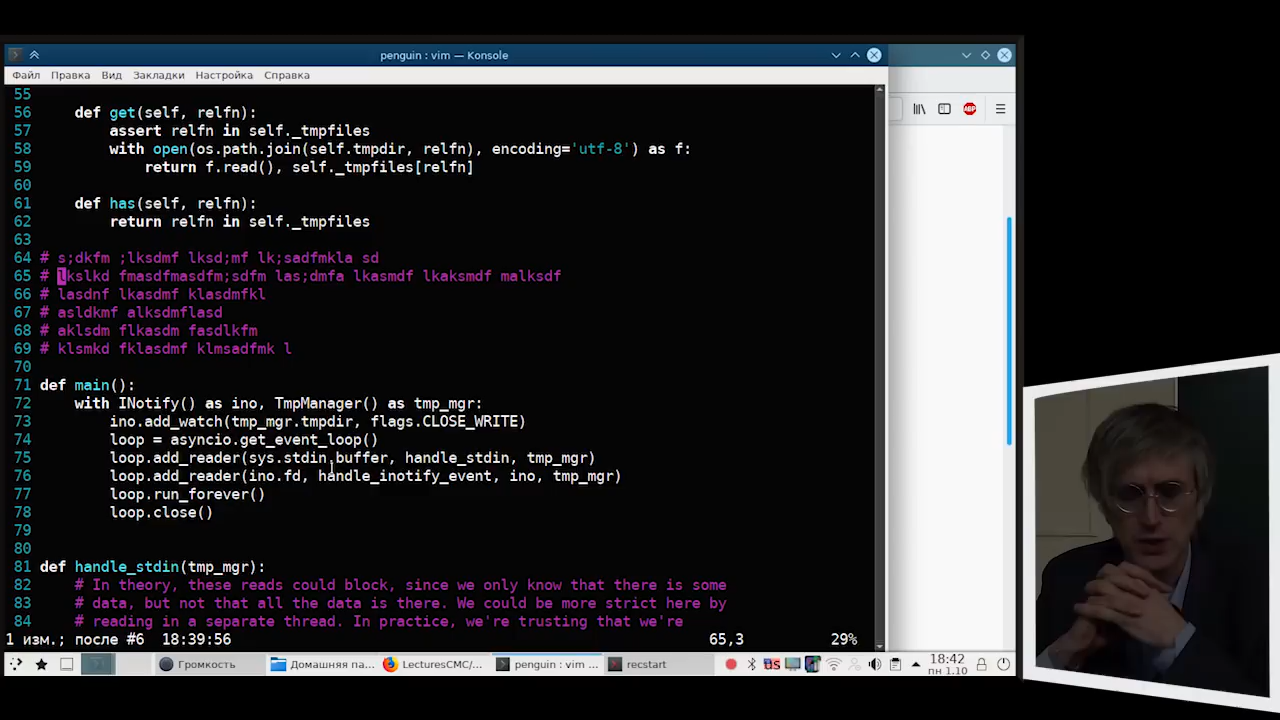 penguin : vim — Konsole
Файл Правка Вид Закладки Настройка Справка
55
56 def get(self, relfn):
57 assert relfn in self._tmpfiles
58 with open(os.path.join(self.tmpdir, relfn), encoding='utf-8') as f:
59 return f.read(), self._tmpfiles[relfn]
60
61 def has(self, relfn):
62 return relfn in self._tmpfiles
63
64 # s;dkfm ;lksdmf lksd;mf lk;sadfmkla sd
65 # lkslkd fmasdfmasdfm;sdfm las;dmfa lkasmdf lkaksmdf malksdf
66 # lasdnf lkasdmf klasdmfkl
67 # asldkmf alksdmflasd
68 # aklsdm flkasdm fasdlkfm
69 # klsmkd fklasdmf klmsadfmk l
70
71 def main():
72 with INotify() as ino, TmpManager() as tmp_mgr:
73 ino.add_watch(tmp_mgr.tmpdir, flags.CLOSE_WRITE)
74 loop = asyncio.get_event_loop()
75 loop.add_reader(sys.stdin.buffer, handle_stdin, tmp_mgr)
76 loop.add_reader(ino.fd, handle_inotify_event, ino, tmp_mgr)
77 loop.run_forever()
78 loop.close()
79
80
81 def handle_stdin(tmp_mgr):
82 # In theory, these reads could block, since we only know that there is some
83 # data, but not that all the data is there. We could be more strict here by
84 # reading in a separate thread. In practice, we're trusting that we're
1 изм.; после #6 18:39:56 65,3 29%
Громкость Домашняя па... LecturesCMC/... penguin : vim ... recstart US 18:42
пн 1.10
ABP